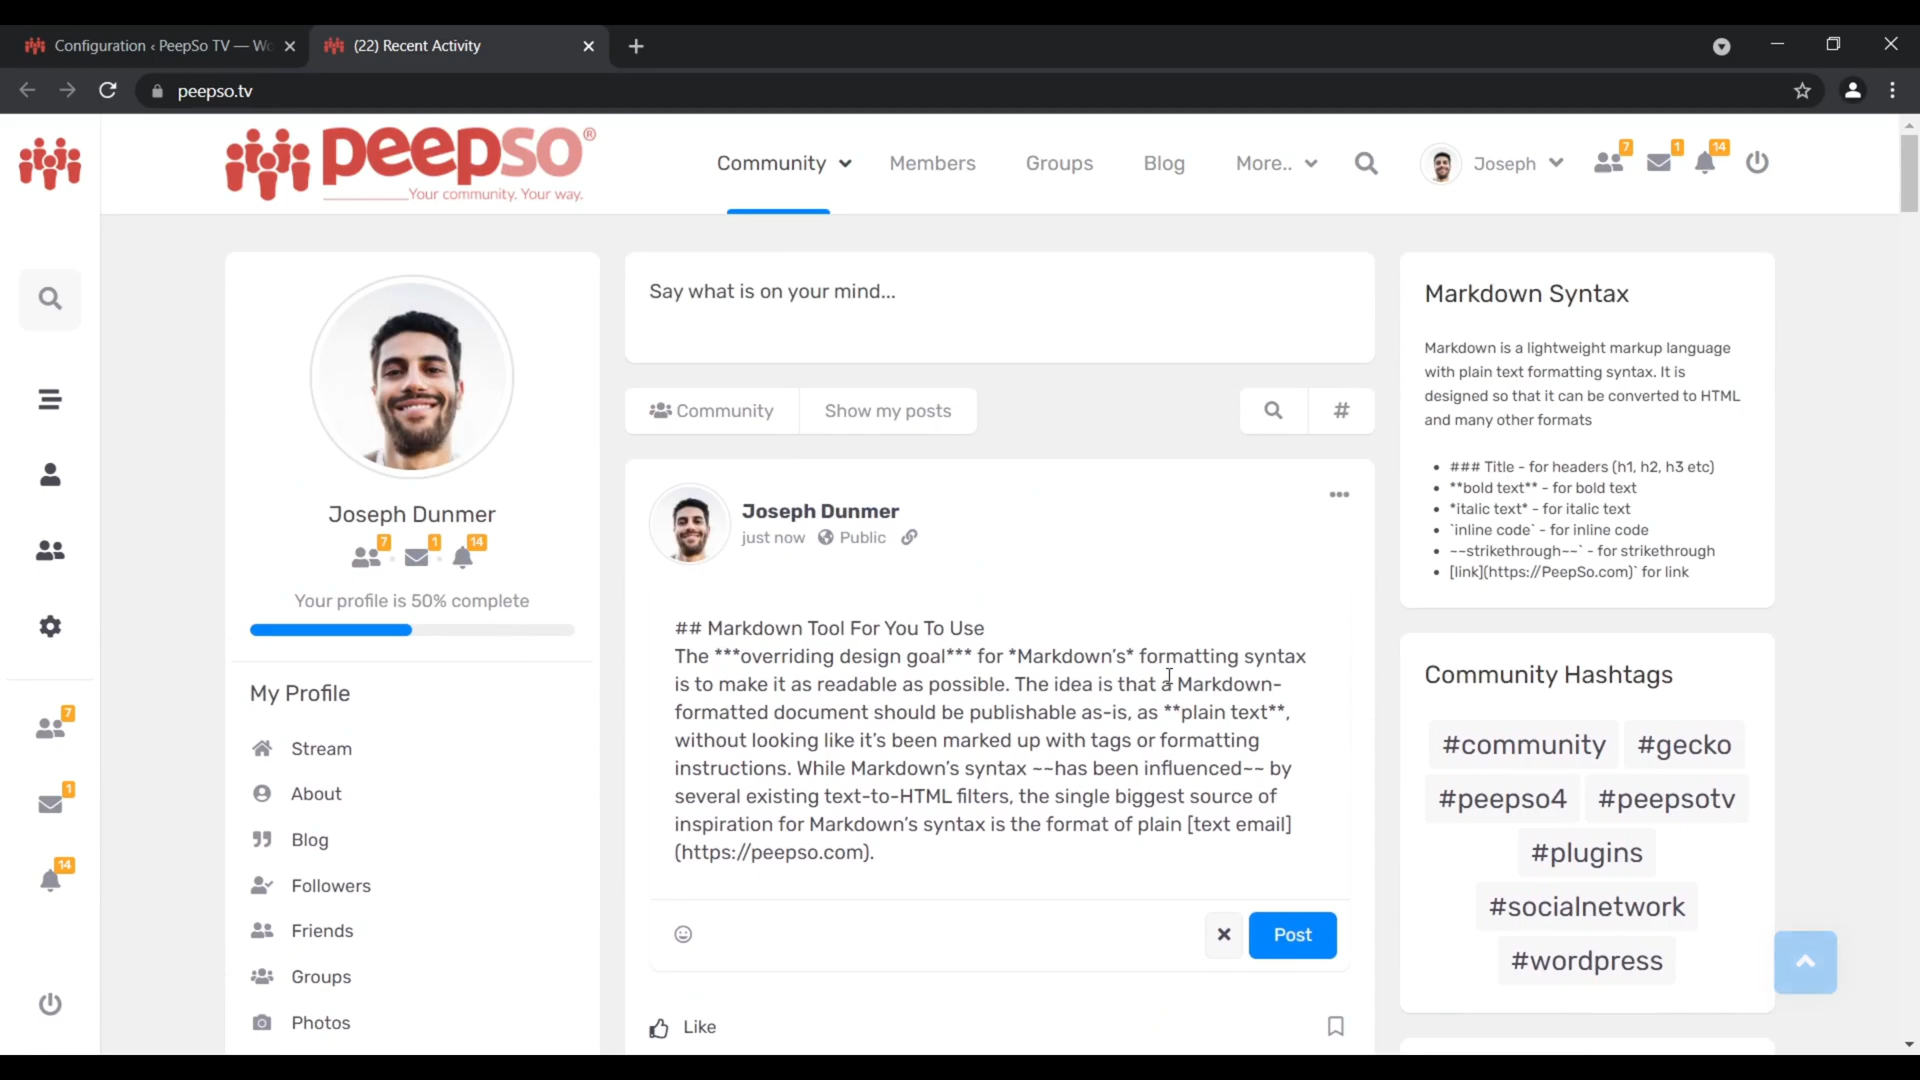 Configuration ‹ PeepSo TV — Wo
(22) Recent Activity
peepso.tv
peepso®
Your community. Your way.
Community
Members
Groups
Blog
More..
Joseph
7
1
14
Joseph Dunmer
7
1
14
Your profile is 50% complete
My Profile
Stream
About
Blog
Followers
Friends
Groups
Photos
7
1
14
Say what is on your mind...
Community
Show my posts
#
Joseph Dunmer
just now
Public
## Markdown Tool For You To Use
The ***overriding design goal*** for *Markdown's* formatting syntax
is to make it as readable as possible. The idea is that a Markdown-
formatted document should be publishable as-is, as **plain text**,
without looking like it's been marked up with tags or formatting
instructions. While Markdown's syntax ~~has been influenced~~ by
several existing text-to-HTML filters, the single biggest source of
inspiration for Markdown's syntax is the format of plain [text email]
(https://peepso.com).
Post
Like
Markdown Syntax
Markdown is a lightweight markup language
with plain text formatting syntax. It is
designed so that it can be converted to HTML
and many other formats
### Title - for headers (h1, h2, h3 etc)
**bold text** - for bold text
*italic text* - for italic text
`inline code` - for inline code
~~strikethrough~~` - for strikethrough
[link](https://PeepSo.com)` for link
Community Hashtags
#community
#gecko
#peepso4
#peepsotv
#plugins
#socialnetwork
#wordpress